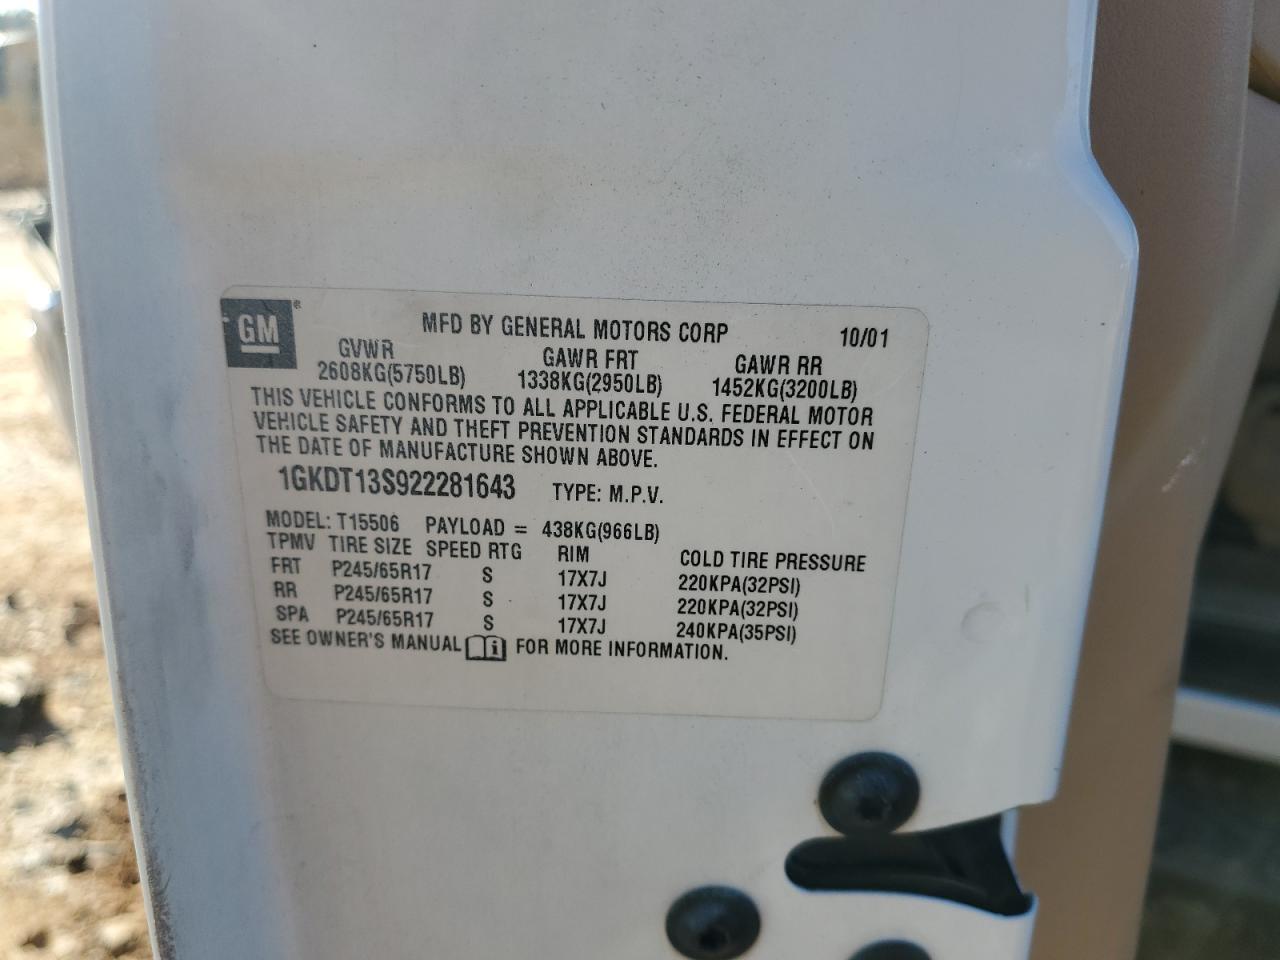 GM® MFD BY GENERAL MOTORS CORP 10/01
GVWR GAWR FRT GAWR RR
2608KG(5750LB) 1338KG(2950LB) 1452KG(3200LB)
THIS VEHICLE CONFORMS TO ALL APPLICABLE U.S. FEDERAL MOTOR
VEHICLE SAFETY AND THEFT PREVENTION STANDARDS IN EFFECT ON
THE DATE OF MANUFACTURE SHOWN ABOVE.
1GKDT13S922281643 TYPE: M.P.V.
MODEL: T15506 PAYLOAD = 438KG(966LB)
TPMV TIRE SIZE SPEED RTG RIM COLD TIRE PRESSURE
FRT P245/65R17 S 17X7J 220KPA(32PSI)
RR P245/65R17 S 17X7J 220KPA(32PSI)
SPA P245/65R17 S 17X7J 240KPA(35PSI)
SEE OWNER'S MANUAL i FOR MORE INFORMATION.